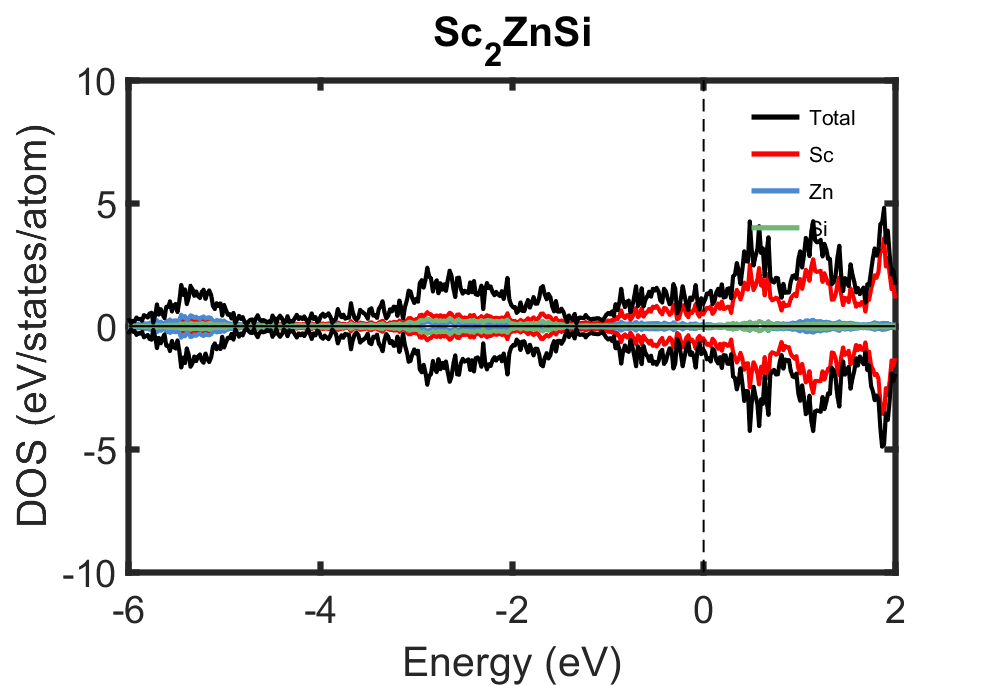 Sc2ZnSi
10
5
0
-5
-10
DOS (eV/states/atom)
Total
Sc
Zn
Si
-6 -4 -2 0 2
Energy (eV)